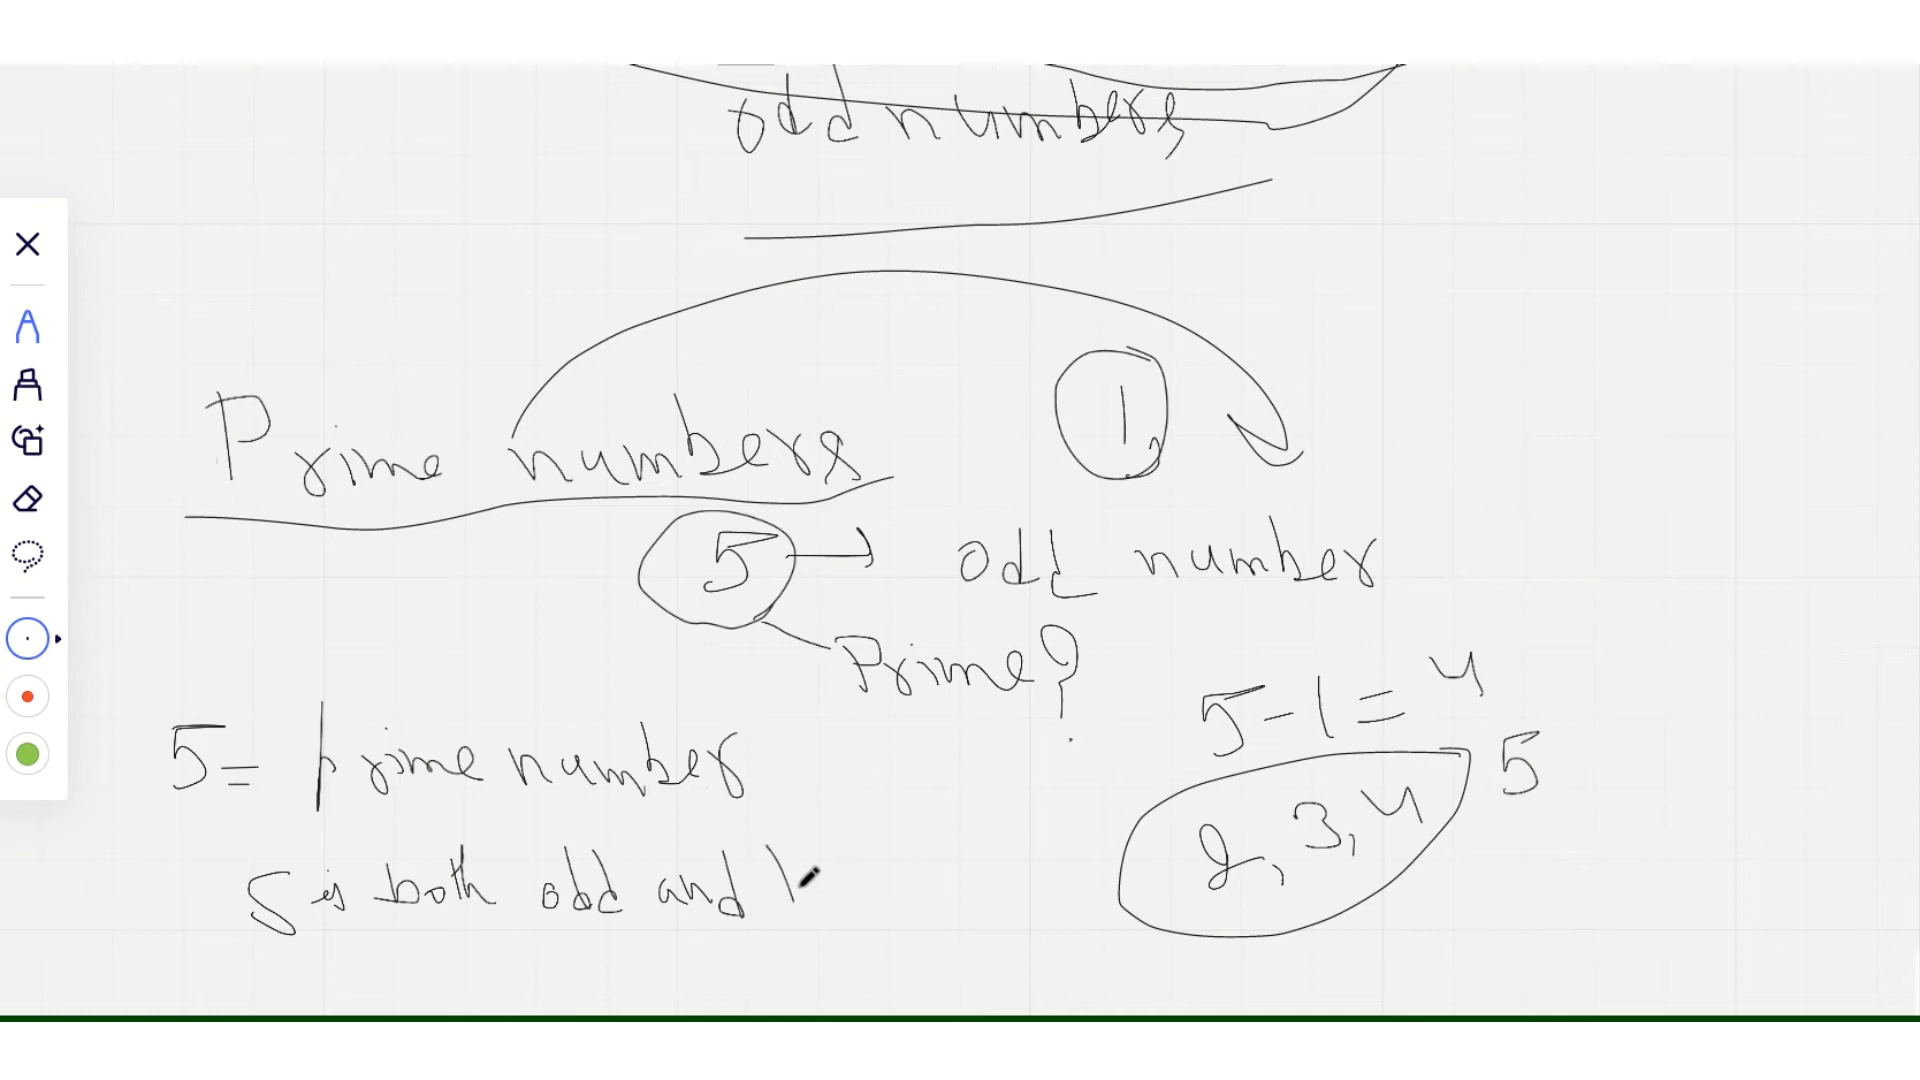 odd numbers
Prime numbers
1
5 → odd number
Prime?
5-1=4
5= prime number
5
2, 3, 4
5 is both odd and